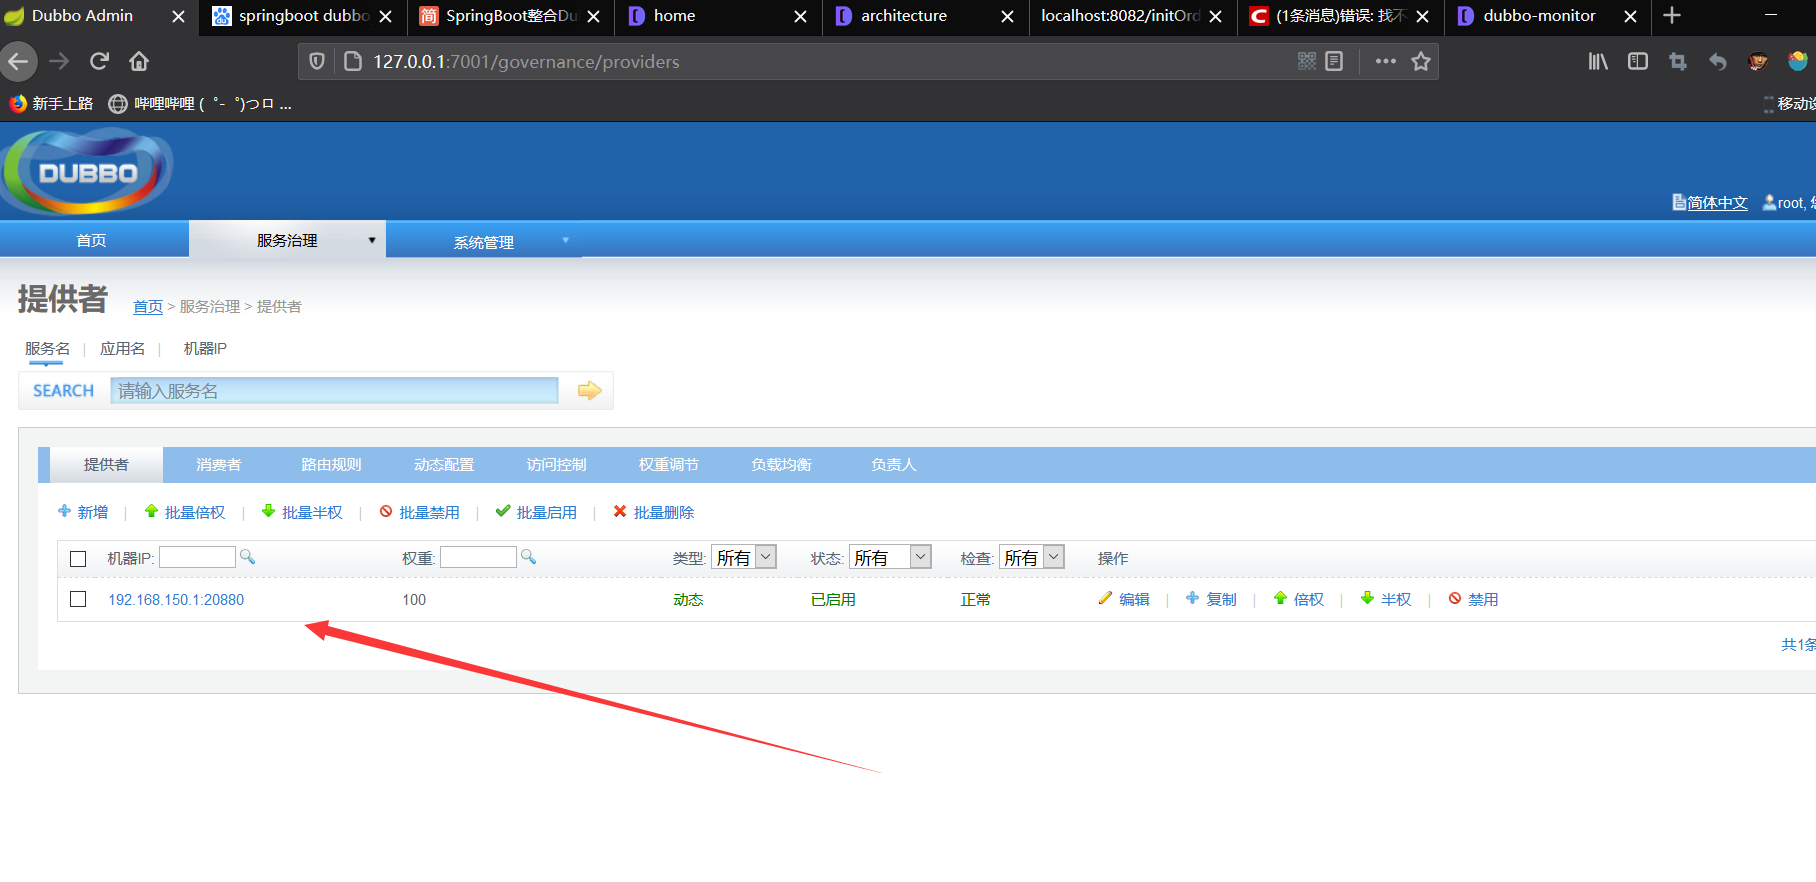 Dubbo Admin
springboot dubbo
简 SpringBoot整合Du
home
architecture
localhost:8082/initOrd
(1条消息)错误: 找不
dubbo-monitor
127.0.0.1:7001/governance/providers
新手上路
哔哩哔哩 ( ゜- ゜)つロ ...
移动设
DUBBO
简体中文
root,
首页
服务治理
系统管理
提供者
首页 > 服务治理 > 提供者
服务名 | 应用名 | 机器IP
SEARCH 请输入服务名
提供者 消费者 路由规则 动态配置 访问控制 权重调节 负载均衡 负责人
新增 | 批量倍权 | 批量半权 | 批量禁用 | 批量启用 | 批量删除
机器IP: 权重: 类型: 所有 状态: 所有 检查: 所有 操作
192.168.150.1:20880 100 动态 已启用 正常 编辑 | 复制 | 倍权 | 半权 | 禁用
共1条